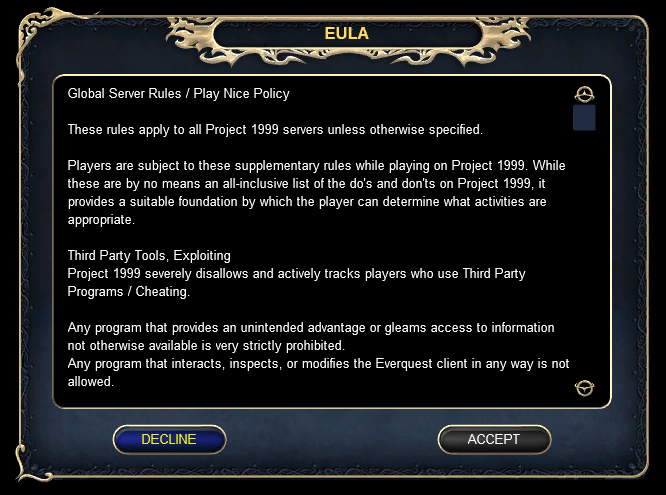 EULA
Global Server Rules / Play Nice Policy
These rules apply to all Project 1999 servers unless otherwise specified.
Players are subject to these supplementary rules while playing on Project 1999. While
these are by no means an all-inclusive list of the do's and don'ts on Project 1999, it
provides a suitable foundation by which the player can determine what activities are
appropriate.
Third Party Tools, Exploiting
Project 1999 severely disallows and actively tracks players who use Third Party
Programs / Cheating.
Any program that provides an unintended advantage or gleams access to information
not otherwise available is very strictly prohibited.
Any program that interacts, inspects, or modifies the Everquest client in any way is not
allowed.
DECLINE
ACCEPT